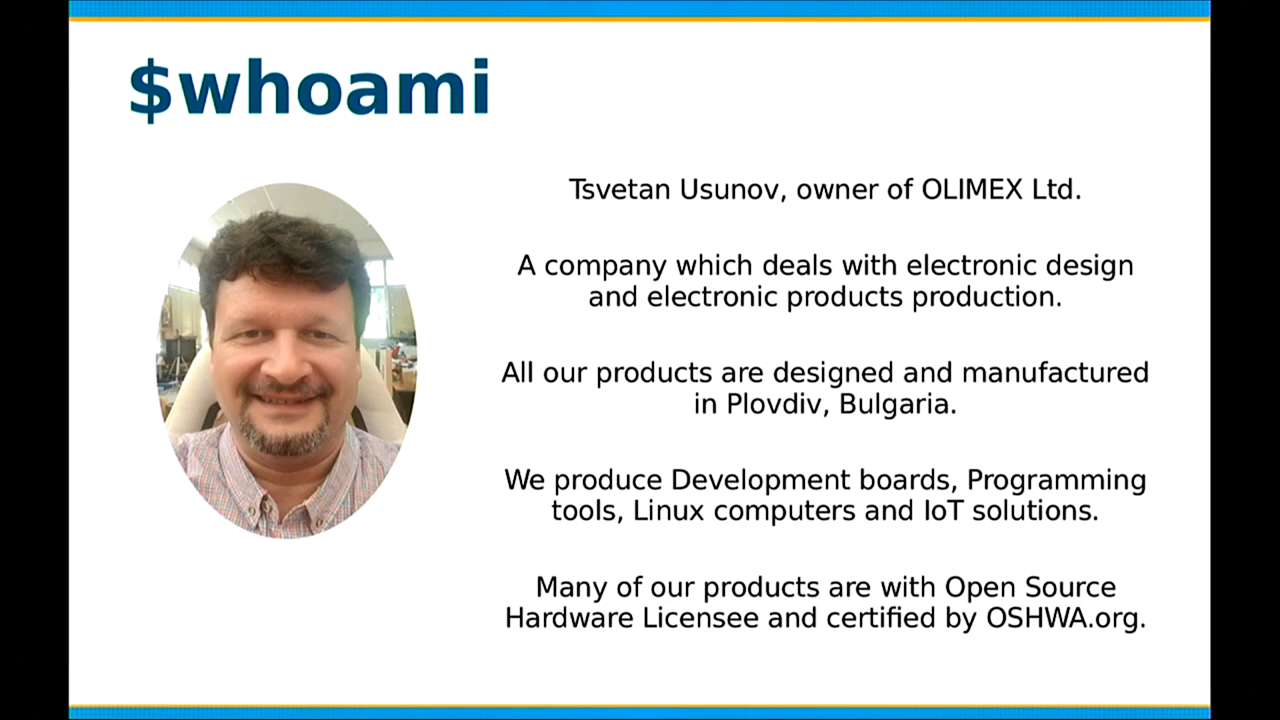 $whoami
Tsvetan Usunov, owner of OLIMEX Ltd.
A company which deals with electronic design
and electronic products production.
All our products are designed and manufactured
in Plovdiv, Bulgaria.
We produce Development boards, Programming
tools, Linux computers and IoT solutions.
Many of our products are with Open Source
Hardware Licensee and certified by OSHWA.org.